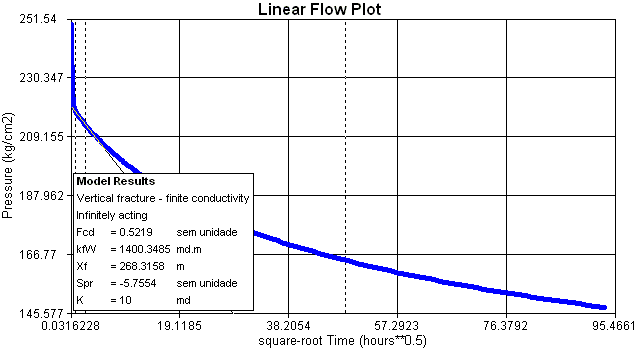 Linear Flow Plot
251.54
230.347
209.155
187.962
166.77
145.577
Pressure (kg/cm2)
Model Results
Vertical fracture - finite conductivity
Infinitely acting
Fcd = 0.5219 sem unidade
kfW = 1400.3485 md.m
Xf = 268.3158 m
Spr = -5.7554 sem unidade
K = 10 md
0.0316228 19.1185 38.2054 57.2923 76.3792 95.4661
square-root Time (hours**0.5)